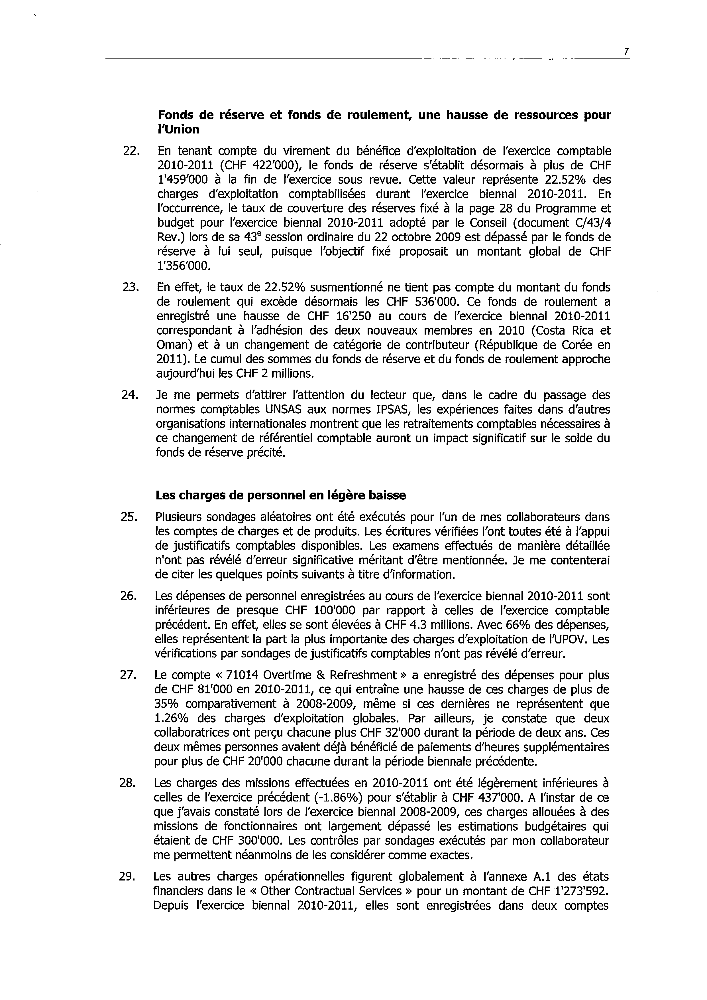 7
Fonds de réserve et fonds de roulement, une hausse de ressources pour
l'Union
22. En tenant compte du virement du bénéfice d'exploitation de l'exercice comptable
2010-2011 (CHF 422'000), le fonds de réserve s'établit désormais à plus de CHF
1'459'000 à la fin de l'exercice sous revue. Cette valeur représente 22.52% des
charges d'exploitation comptabilisées durant l'exercice biennal 2010-2011. En
l'occurrence, le taux de couverture des réserves fixé à la page 28 du Programme et
budget pour l'exercice biennal 2010-2011 adopté par le Conseil (document C/43/4
Rev.) lors de sa 43e session ordinaire du 22 octobre 2009 est dépassé par le fonds de
réserve à lui seul, puisque l'objectif fixé proposait un montant global de CHF
1'356'000.
23. En effet, le taux de 22.52% susmentionné ne tient pas compte du montant du fonds
de roulement qui excède désormais les CHF 536'000. Ce fonds de roulement a
enregistré une hausse de CHF 16'250 au cours de l'exercice biennal 2010-2011
correspondant à l'adhésion des deux nouveaux membres en 2010 (Costa Rica et
Oman) et à un changement de catégorie de contributeur (République de Corée en
2011). Le cumul des sommes du fonds de réserve et du fonds de roulement approche
aujourd'hui les CHF 2 millions.
24. Je me permets d'attirer l'attention du lecteur que, dans le cadre du passage des
normes comptables UNSAS aux normes IPSAS, les expériences faites dans d'autres
organisations internationales montrent que les retraitements comptables nécessaires à
ce changement de référentiel comptable auront un impact significatif sur le solde du
fonds de réserve précité.
Les charges de personnel en légère baisse
25. Plusieurs sondages aléatoires ont été exécutés pour l'un de mes collaborateurs dans
les comptes de charges et de produits. Les écritures vérifiées l'ont toutes été à l'appui
de justificatifs comptables disponibles. Les examens effectués de manière détaillée
n'ont pas révélé d'erreur significative méritant d'être mentionnée. Je me contenterai
de citer les quelques points suivants à titre d'information.
26. Les dépenses de personnel enregistrées au cours de l'exercice biennal 2010-2011 sont
inférieures de presque CHF 100'000 par rapport à celles de l'exercice comptable
précédent. En effet, elles se sont élevées à CHF 4.3 millions. Avec 66% des dépenses,
elles représentent la part la plus importante des charges d'exploitation de l'UPOV. Les
vérifications par sondages de justificatifs comptables n'ont pas révélé d'erreur.
27. Le compte « 71014 Overtime & Refreshment » a enregistré des dépenses pour plus
de CHF 81'000 en 2010-2011, ce qui entraîne une hausse de ces charges de plus de
35% comparativement à 2008-2009, même si ces dernières ne représentent que
1.26% des charges d'exploitation globales. Par ailleurs, je constate que deux
collaboratrices ont perçu chacune plus CHF 32'000 durant la période de deux ans. Ces
deux mêmes personnes avaient déjà bénéficié de paiements d'heures supplémentaires
pour plus de CHF 20'000 chacune durant la période biennale précédente.
28. Les charges des missions effectuées en 2010-2011 ont été légèrement inférieures à
celles de l'exercice précédent (-1.86%) pour s'établir à CHF 437'000. A l'instar de ce
que j'avais constaté lors de l'exercice biennal 2008-2009, ces charges allouées à des
missions de fonctionnaires ont largement dépassé les estimations budgétaires qui
étaient de CHF 300'000. Les contrôles par sondages exécutés par mon collaborateur
me permettent néanmoins de les considérer comme exactes.
29. Les autres charges opérationnelles figurent globalement à l'annexe A.1 des états
financiers dans le « Other Contractual Services » pour un montant de CHF 1'273'592.
Depuis l'exercice biennal 2010-2011, elles sont enregistrées dans deux comptes